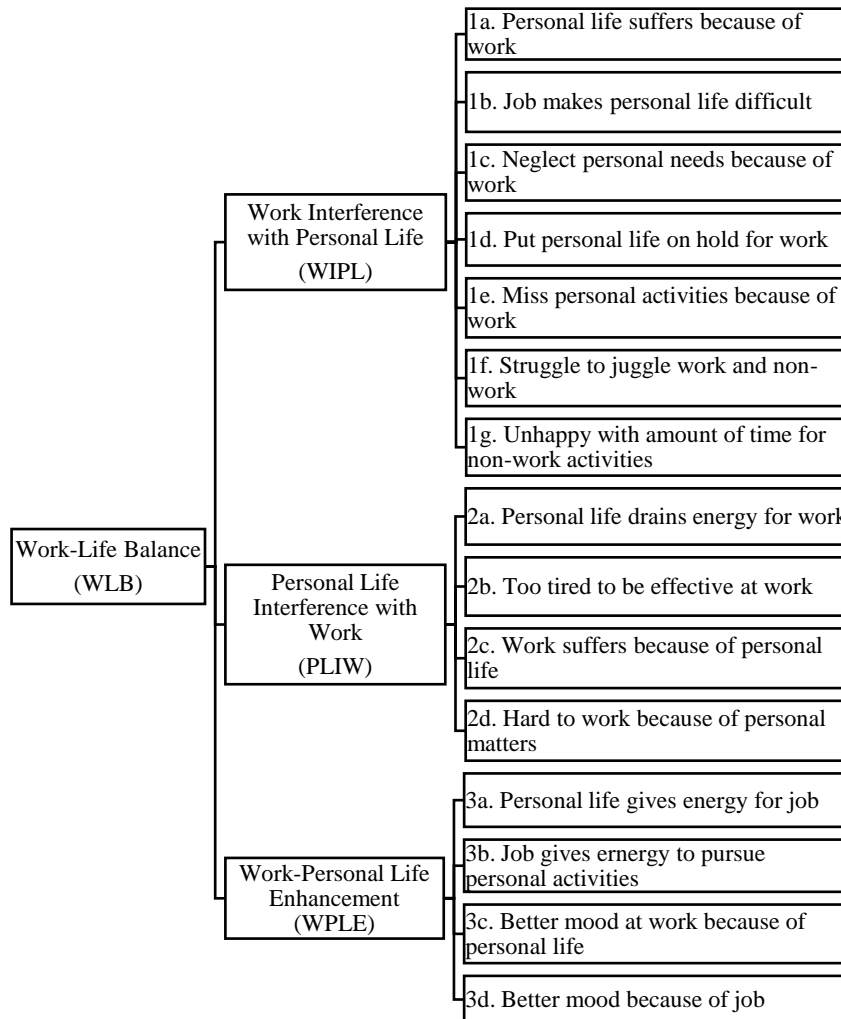 1a. Personal life suffers because of
work
1b. Job makes personal life difficult
1c. Neglect personal needs because of
work
Work Interference
with Personal Life
(WIPL)
1d. Put personal life on hold for work
1e. Miss personal activities because of
work
1f. Struggle to juggle work and non-
work
1g. Unhappy with amount of time for
non-work activities
Work-Life Balance
(WLB)
Personal Life
Interference with
Work
(PLIW)
2a. Personal life drains energy for work
2b. Too tired to be effective at work
2c. Work suffers because of personal
life
2d. Hard to work because of personal
matters
Work-Personal Life
Enhancement
(WPLE)
3a. Personal life gives energy for job
3b. Job gives ernergy to pursue
personal activities
3c. Better mood at work because of
personal life
3d. Better mood because of job